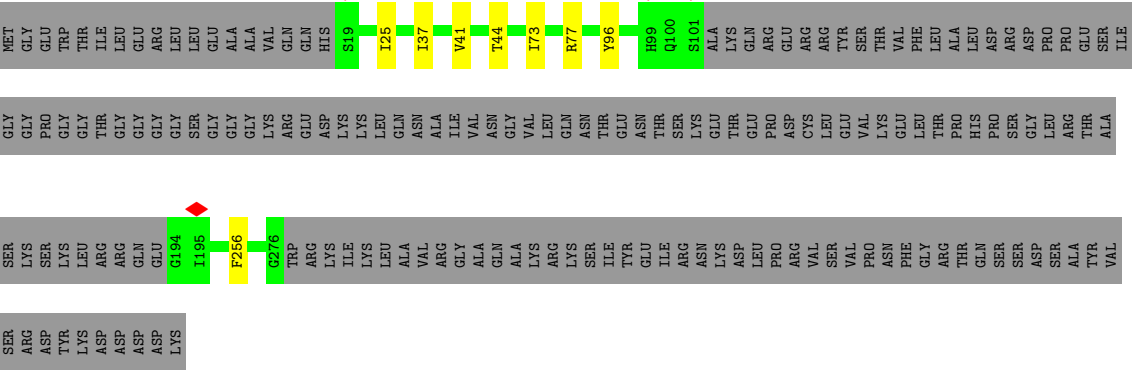 MET GLY GLU TRP THR ILE LEU GLU ARG LEU LEU GLU ALA ALA VAL GLN GLN HIS S19 I25 I37 V41 T44 I73 R77 Y96 H99 Q100 S101 ALA LYS GLN ARG GLU ARG ARG TYR SER THR VAL PHE LEU ALA LEU ASP ARG ASP PRO PRO GLU SER ILE
GLY GLY PRO GLY GLY THR GLY GLY GLY GLY SER GLY GLY GLY LYS ARG GLU ASP LYS LYS LEU GLN ASN ALA ILE VAL ASN GLY VAL LEU GLN ASN THR GLU ASN THR SER LYS GLU THR GLU PRO ASP CYS LEU GLU VAL LYS GLU LEU THR PRO HIS PRO SER GLY LEU ARG THR ALA
SER LYS SER LYS LEU ARG ARG GLN GLU G194 I195 F256 G276 TRP ARG LYS ILE LYS LEU ALA VAL ARG GLY ALA GLN ALA LYS ARG LYS SER ILE TYR GLU ILE ARG ASN LYS ASP LEU PRO ARG VAL SER VAL PRO ASN PHE GLY ARG THR GLN SER SER ASP SER ALA TYR VAL
SER ARG ASP TYR LYS ASP ASP ASP ASP LYS